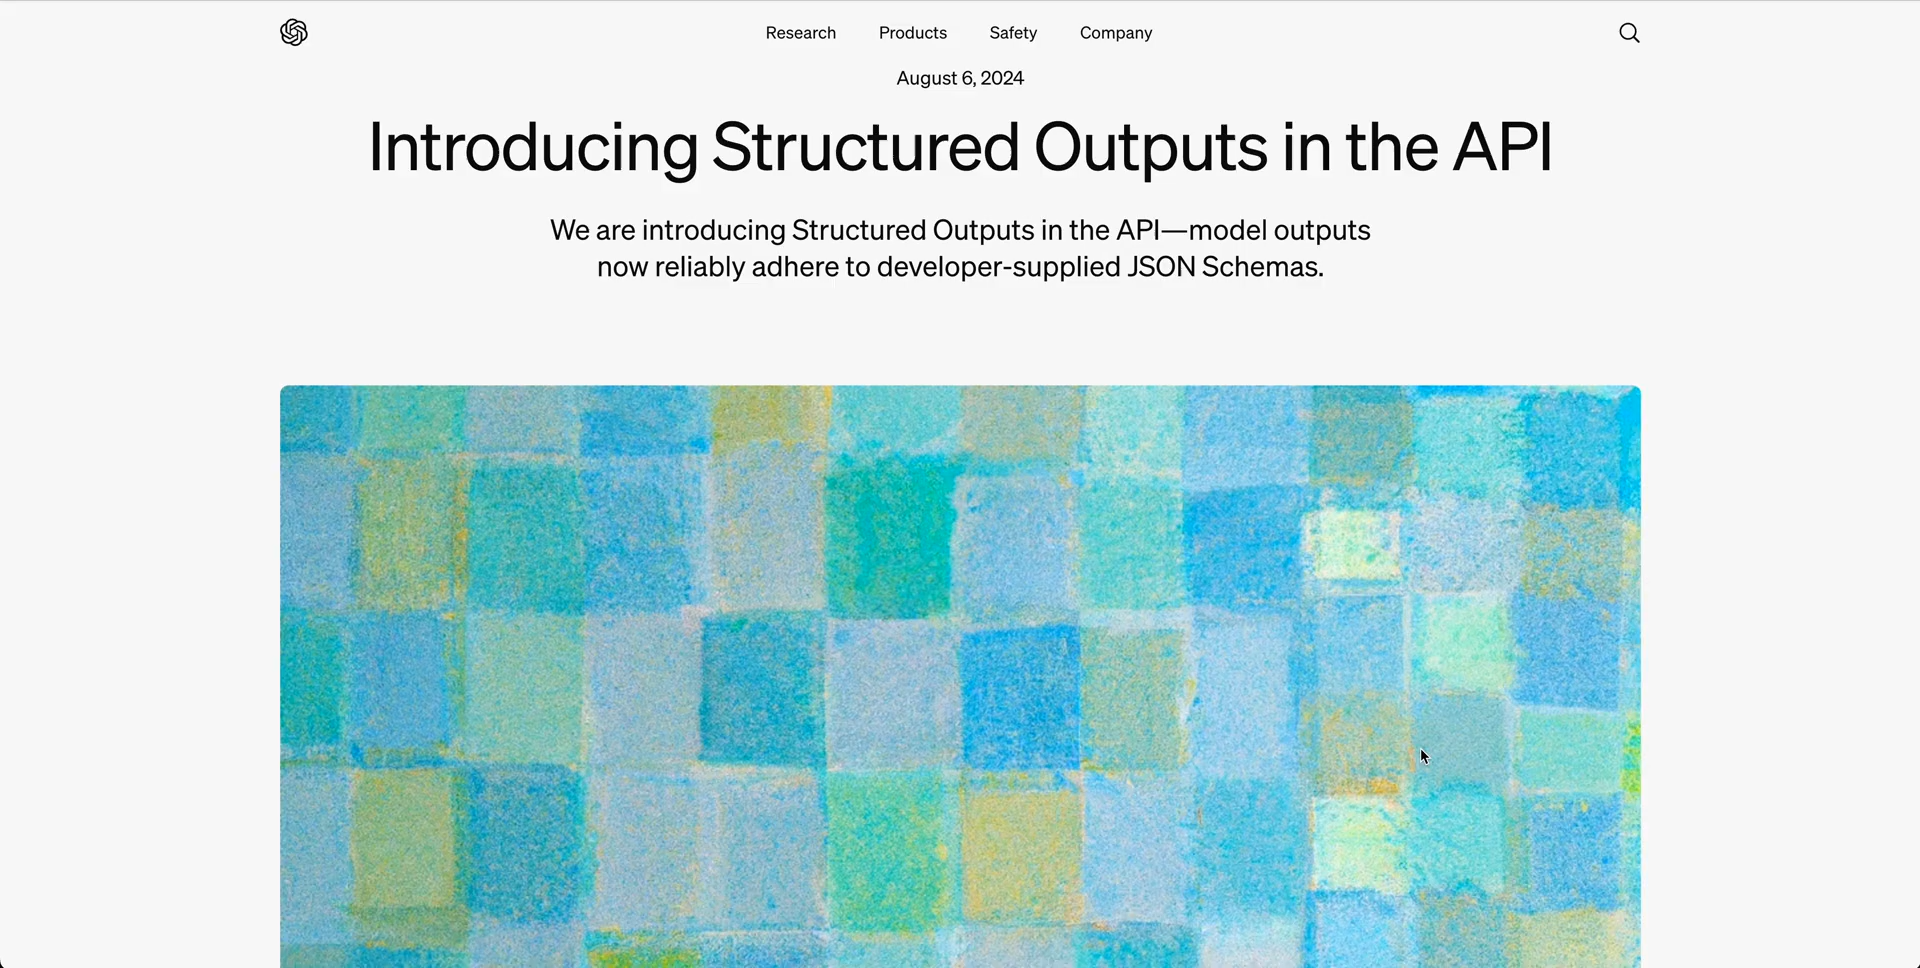 Research Products Safety Company
August 6, 2024
Introducing Structured Outputs in the API
We are introducing Structured Outputs in the API—model outputs
now reliably adhere to developer-supplied JSON Schemas.